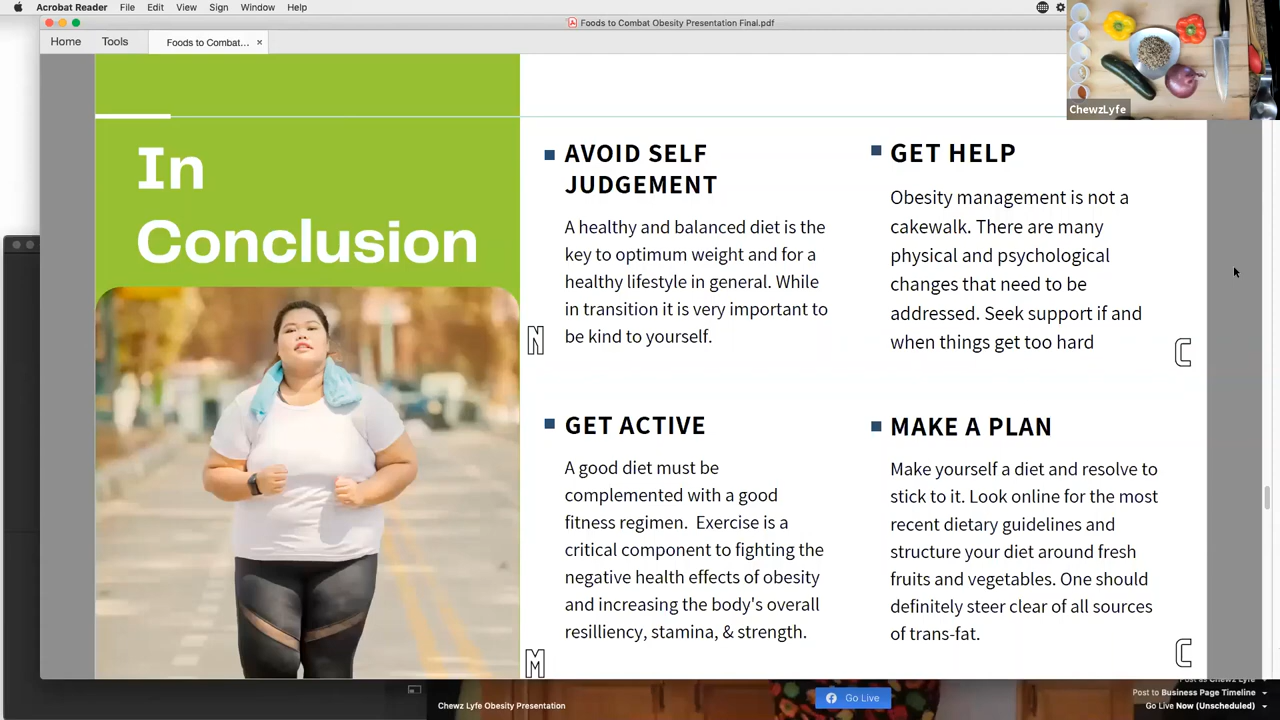 Acrobat Reader File Edit View Sign Window Help
Foods to Combat Obesity Presentation Final.pdf
Home Tools Foods to Combat... ×
ChewzLyfe
In
Conclusion
AVOID SELF
JUDGEMENT
A healthy and balanced diet is the
key to optimum weight and for a
healthy lifestyle in general. While
in transition it is very important to
be kind to yourself.
N
GET HELP
Obesity management is not a
cakewalk. There are many
physical and psychological
changes that need to be
addressed. Seek support if and
when things get too hard
C
GET ACTIVE
A good diet must be
complemented with a good
fitness regimen. Exercise is a
critical component to fighting the
negative health effects of obesity
and increasing the body's overall
resilliency, stamina, & strength.
M
MAKE A PLAN
Make yourself a diet and resolve to
stick to it. Look online for the most
recent dietary guidelines and
structure your diet around fresh
fruits and vegetables. One should
definitely steer clear of all sources
of trans-fat.
C
Chewz Lyfe Obesity Presentation
Go Live
Post as Chewz Lyfe
Post to Business Page Timeline
Go Live Now (Unscheduled)